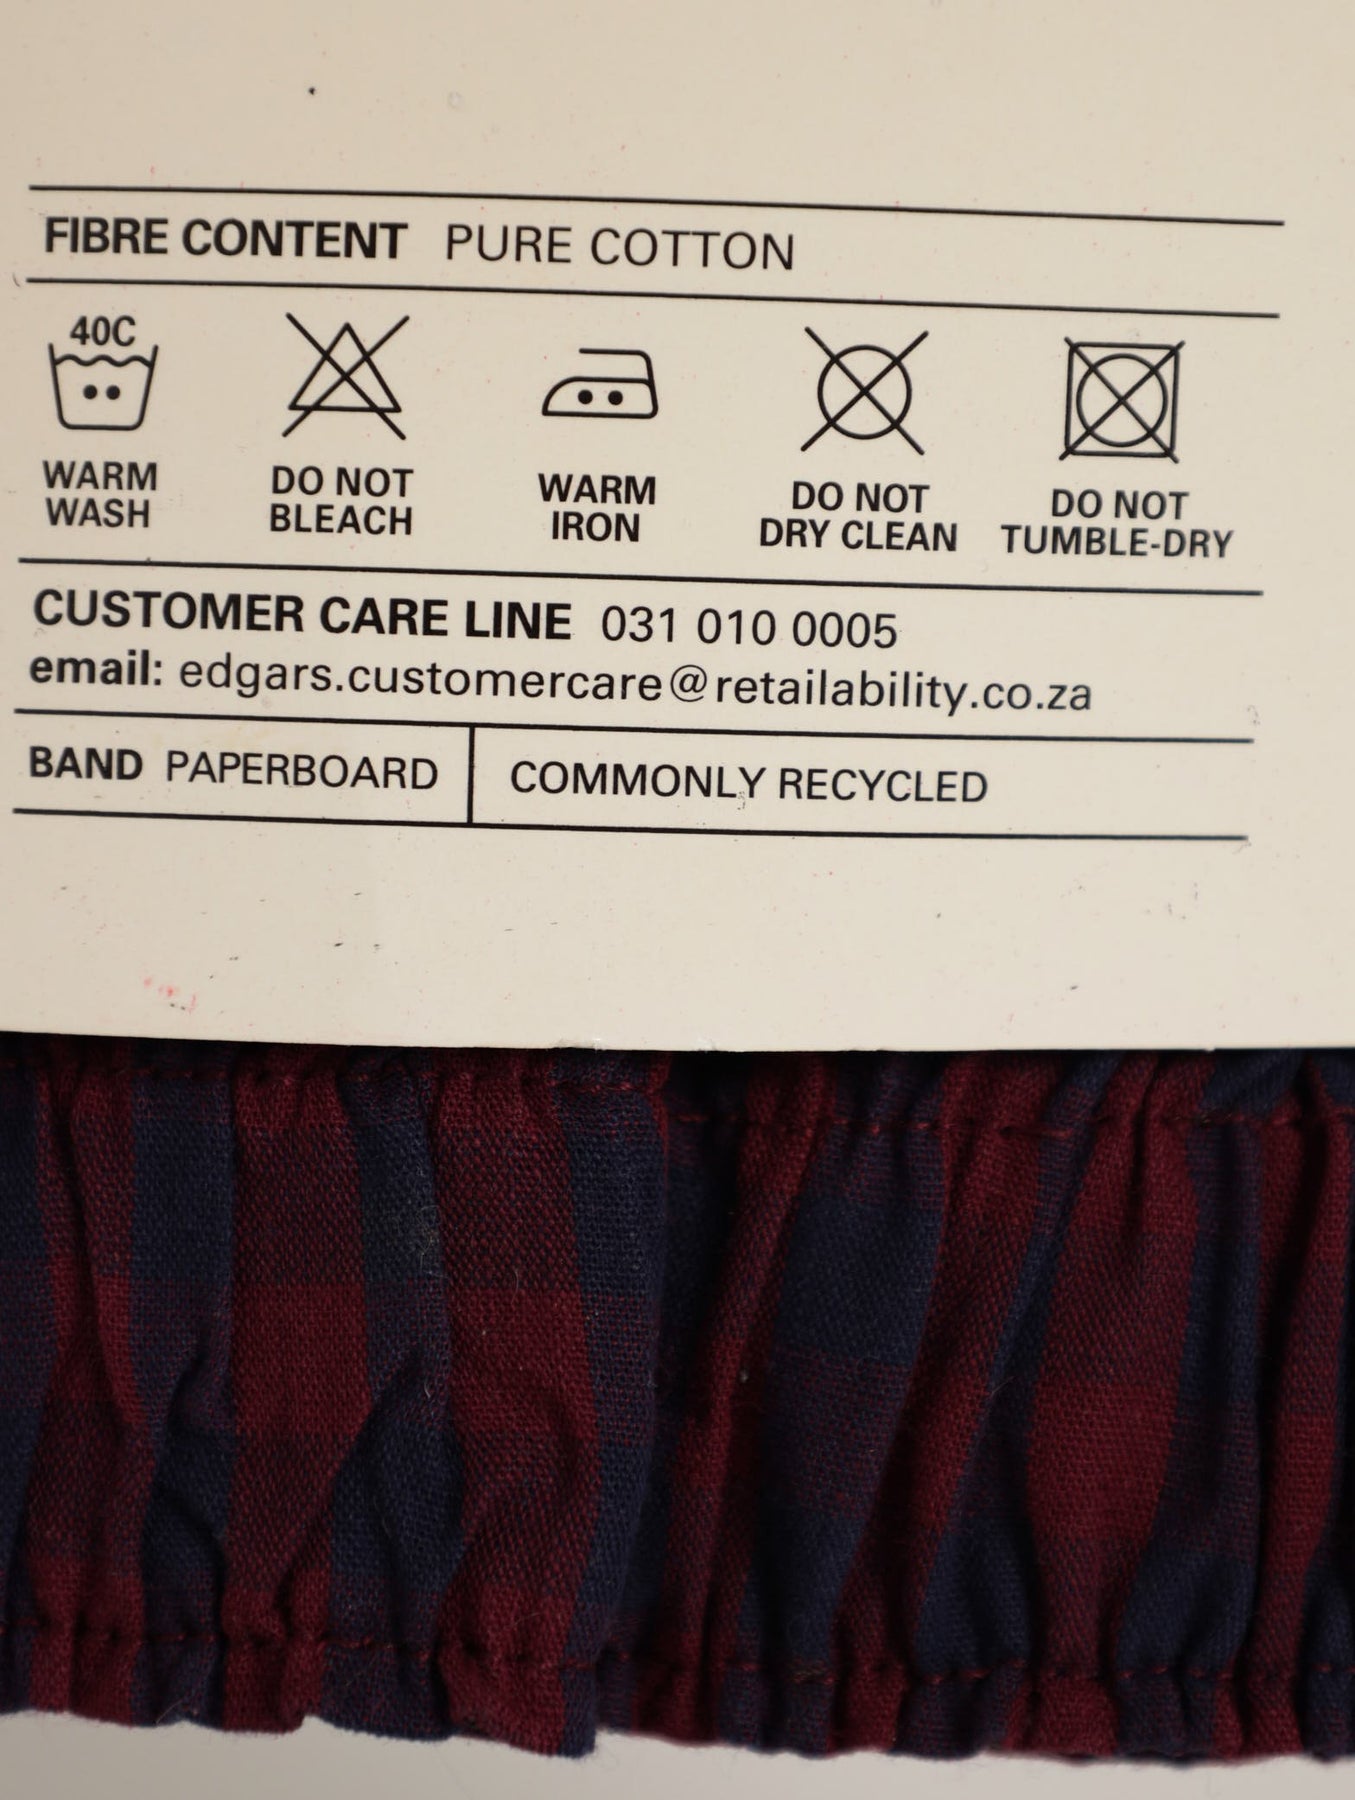 FIBRE CONTENT PURE COTTON
40C
WARM
WASH
DO NOT
BLEACH
WARM
IRON
DO NOT
DRY CLEAN
DO NOT
TUMBLE-DRY
CUSTOMER CARE LINE 031 010 0005
email: edgars.customercare@retailability.co.za
BAND PAPERBOARD
COMMONLY RECYCLED